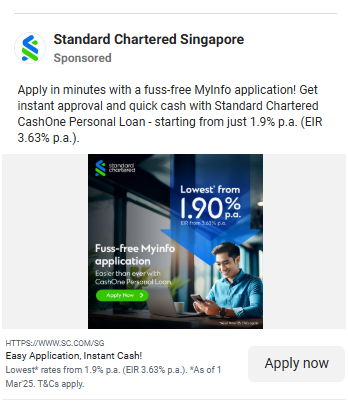 Standard Chartered Singapore
Sponsored
Apply in minutes with a fuss-free MyInfo application! Get
instant approval and quick cash with Standard Chartered
CashOne Personal Loan - starting from just 1.9% p.a. (EIR
3.63% p.a.).
standard
chartered
Lowest* from
1.90% p.a.
EIR from 3.63% p.a.
Fuss-free Myinfo
application
Easier than ever with
CashOne Personal Loan
Apply Now >
HTTPS://WWW.SC.COM/SG
Easy Application, Instant Cash!
Lowest* rates from 1.9% p.a. (EIR 3.63% p.a.). *As of 1
Mar'25. T&Cs apply.
Apply now